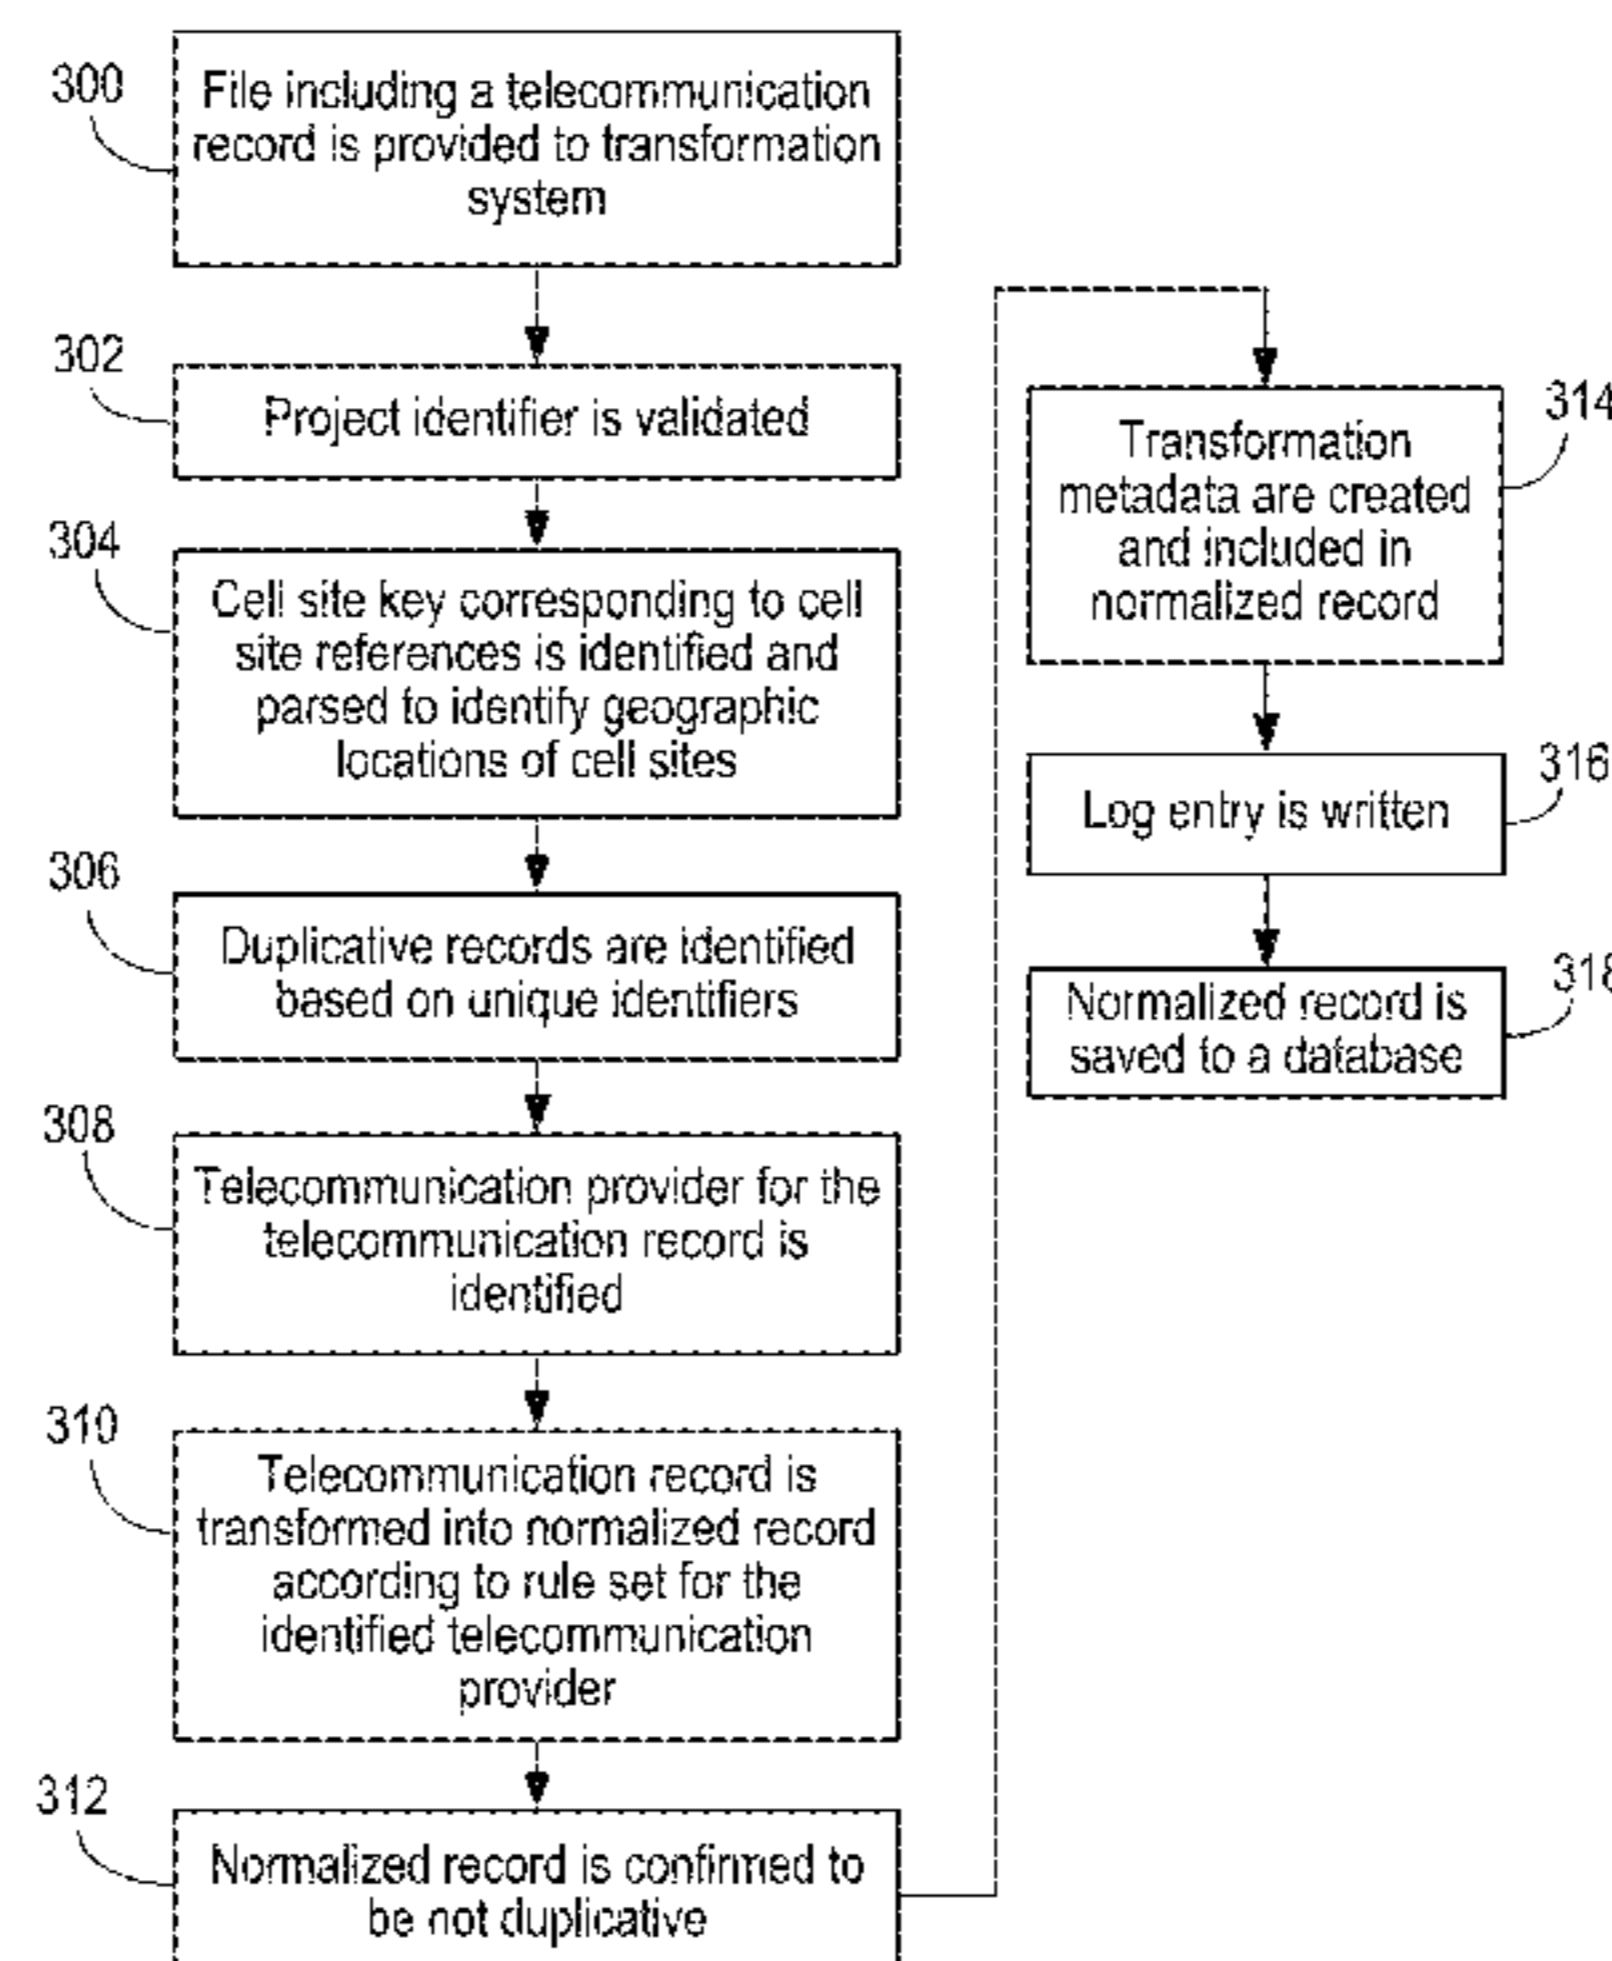 300
File including a telecommunication
record is provided to transformation
system
302
Project identifier is validated
304
Cell site key corresponding to cell
site references is identified and
parsed to identify geographic
locations of cell sites
306
Duplicative records are identified
based on unique identifiers
308
Telecommunication provider for the
telecommunication record is
identified
310
Telecommunication record is
transformed into normalized record
according to rule set for the
identified telecommunication
provider
312
Normalized record is confirmed to
be not duplicative
314
Transformation
metadata are created
and included in
normalized record
316
Log entry is written
318
Normalized record is
saved to a database